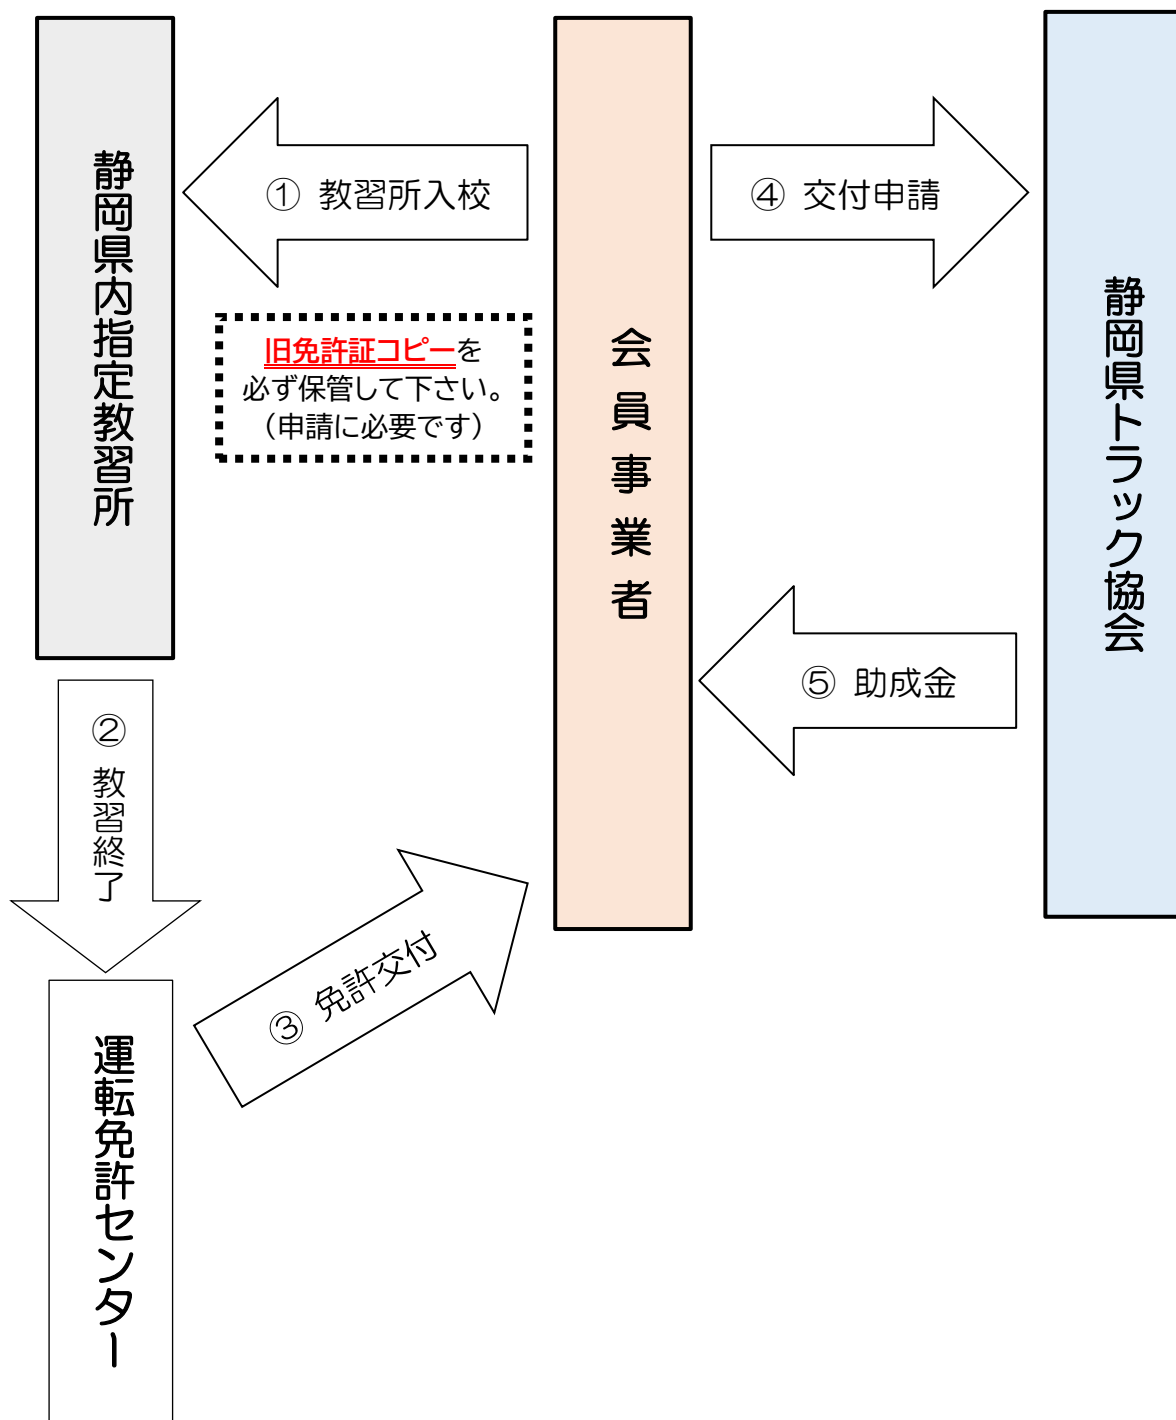 静岡県内指定教習所
① 教習所入校
旧免許証コピーを
必ず保管して下さい。
（申請に必要です）
② 教習終了
運転免許センター
③ 免許交付
会員事業者
④ 交付申請
⑤ 助成金
静岡県トラック協会